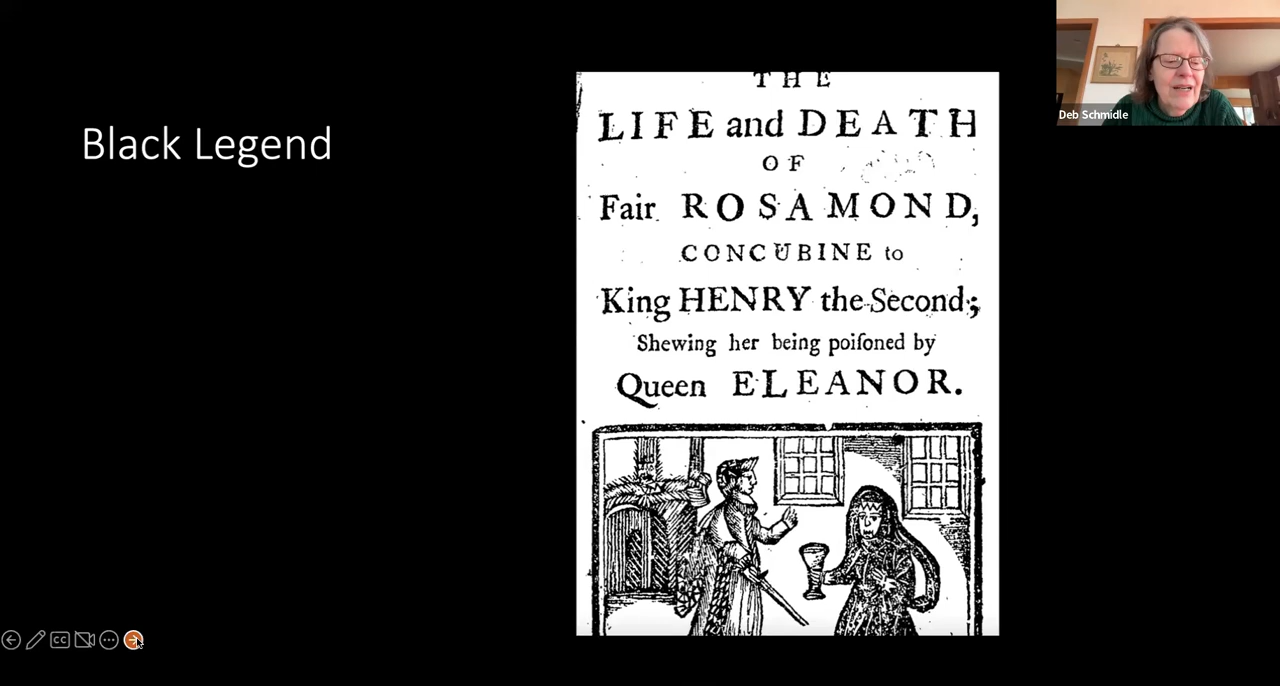 Black Legend
THE
LIFE and DEATH
OF
Fair ROSAMOND,
CONCUBINE to
King HENRY the Second;
Shewing her being poiſoned by
Queen ELEANOR.
Deb Schmidle
CC